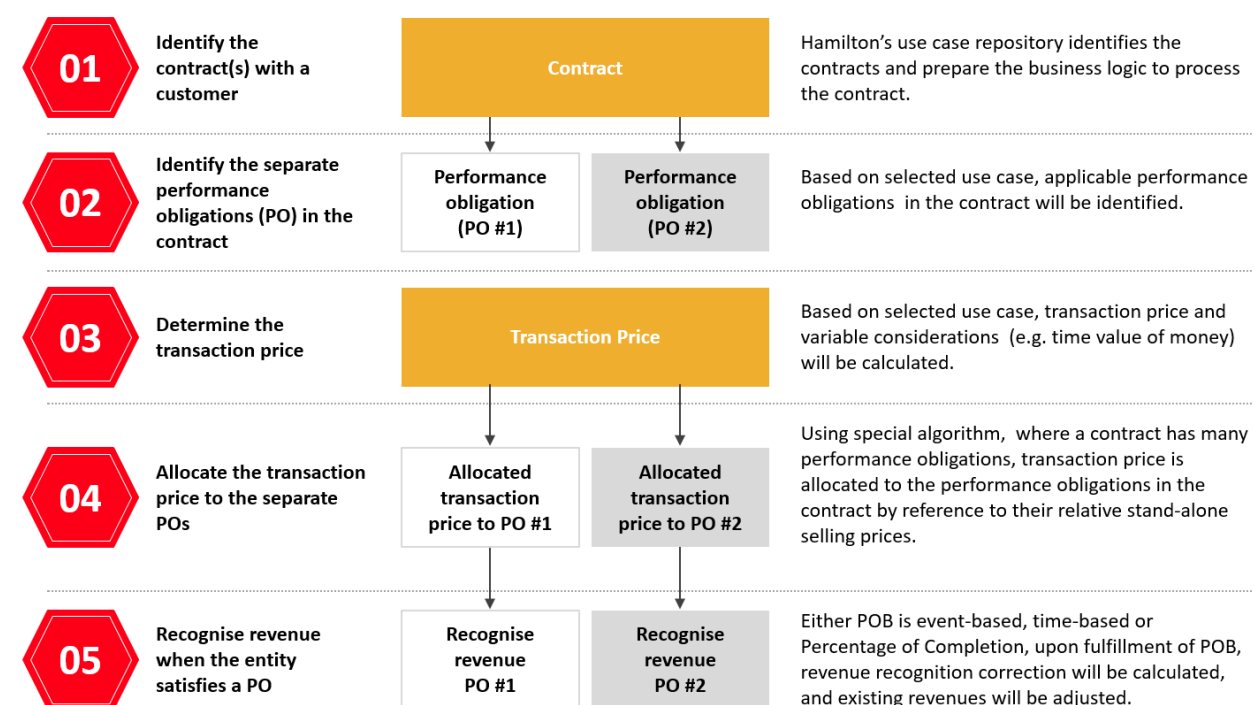 01
Identify the
contract(s) with a
customer
Contract
Hamilton's use case repository identifies the
contracts and prepare the business logic to process
the contract.
02
Identify the separate
performance
obligations (PO) in the
contract
Performance
obligation
(PO #1)
Performance
obligation
(PO #2)
Based on selected use case, applicable performance
obligations in the contract will be identified.
03
Determine the
transaction price
Transaction Price
Based on selected use case, transaction price and
variable considerations (e.g. time value of money)
will be calculated.
04
Allocate the transaction
price to the separate
POs
Allocated
transaction
price to PO #1
Allocated
transaction
price to PO #2
Using special algorithm, where a contract has many
performance obligations, transaction price is
allocated to the performance obligations in the
contract by reference to their relative stand-alone
selling prices.
05
Recognise revenue
when the entity
satisfies a PO
Recognise
revenue
PO #1
Recognise
revenue
PO #2
Either POB is event-based, time-based or
Percentage of Completion, upon fulfillment of POB,
revenue recognition correction will be calculated,
and existing revenues will be adjusted.